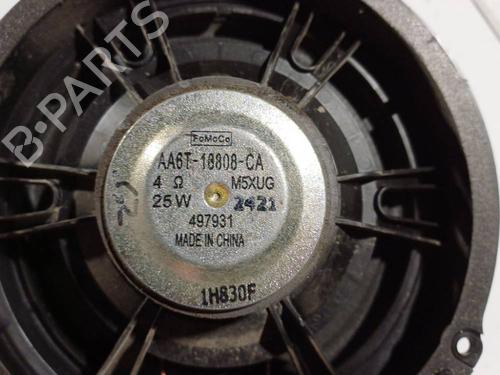 FoMoCo
AA6T-18808-CA
4 Ω M5XUG
25 W 2421
497931
MADE IN CHINA
1H830F
B-PARTS